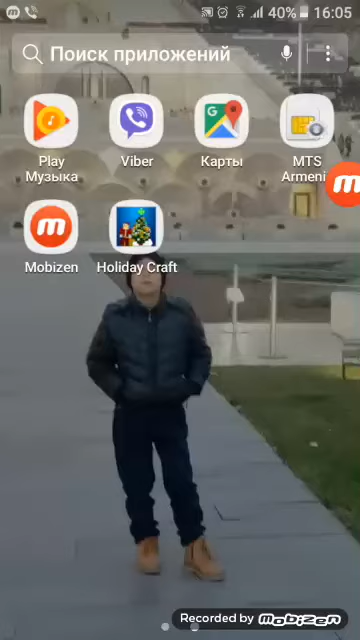 40% 16:05
Поиск приложений
Play Музыка
Viber
Карты
MTS Armeni
Mobizen
Holiday Craft
Recorded by mobizen